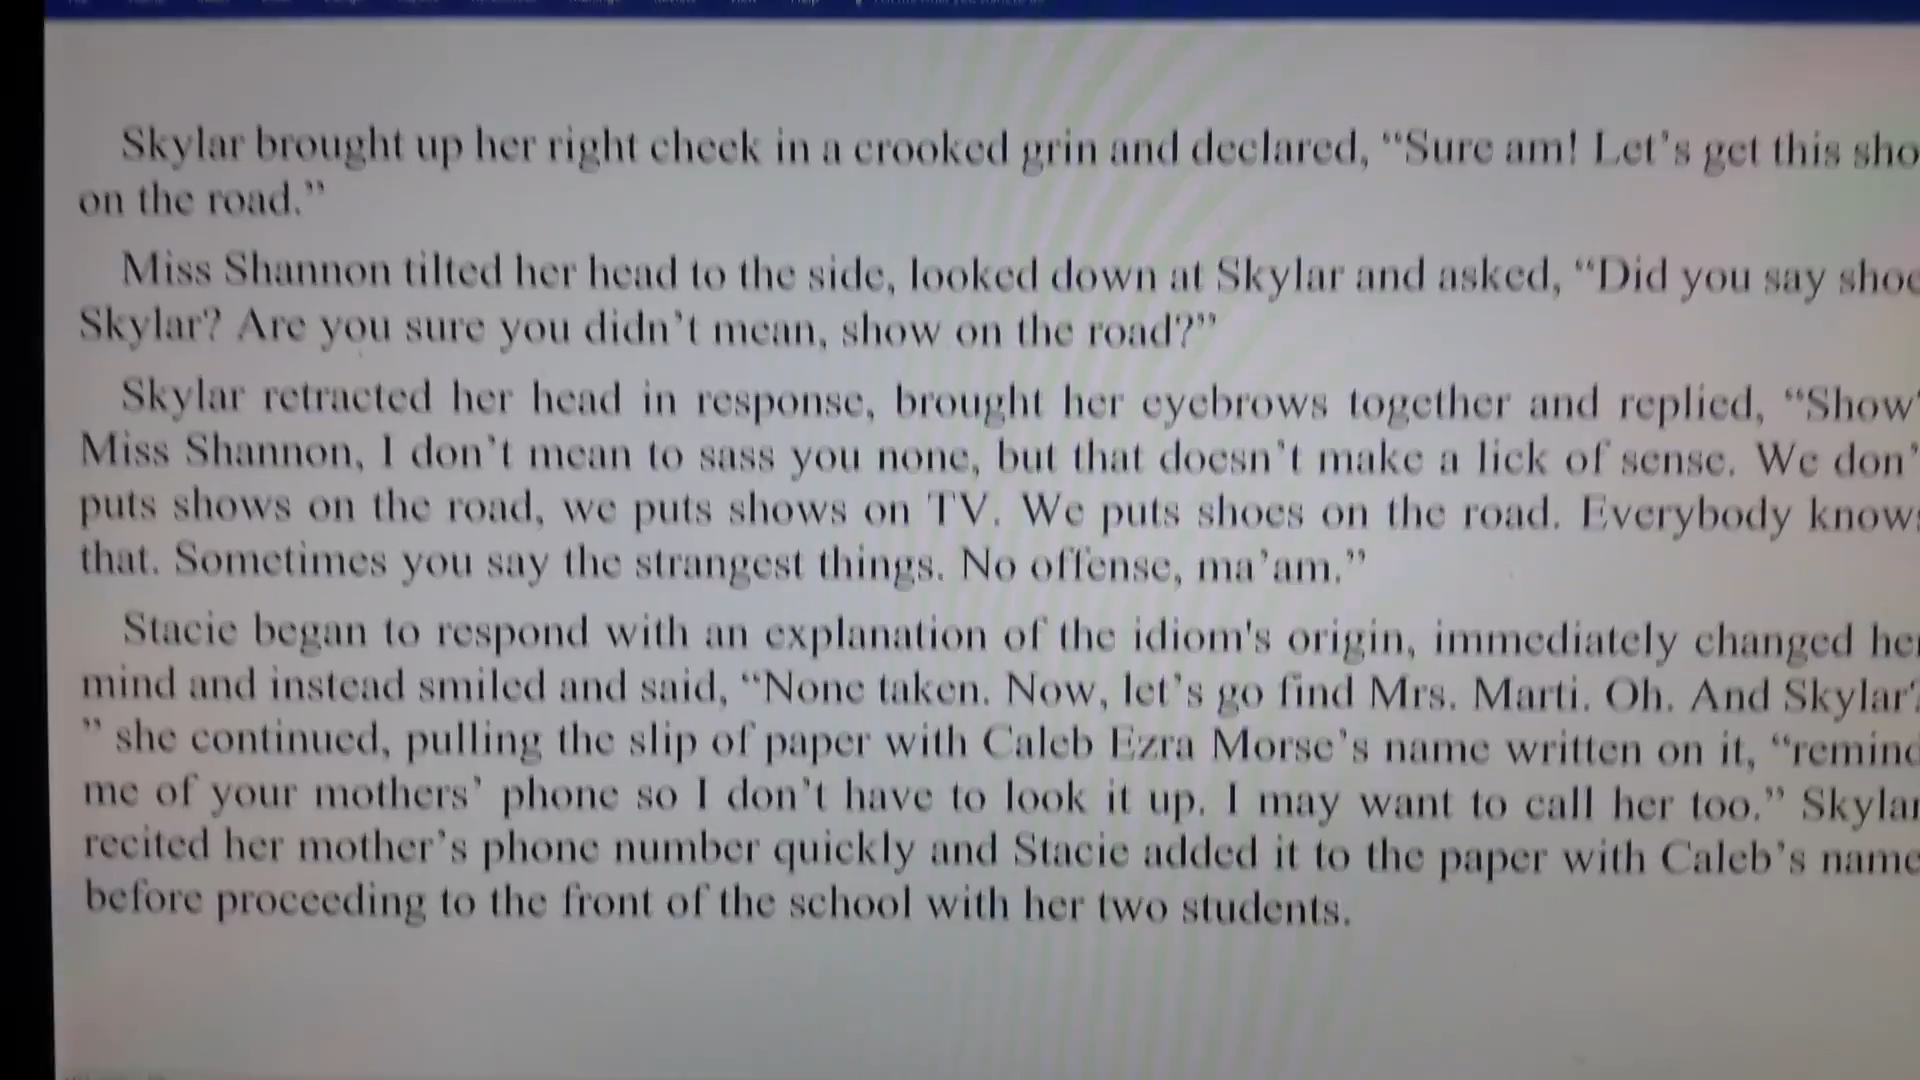 Skylar brought up her right cheek in a crooked grin and declared, “Sure am! Let’s get this sho
on the road.”
Miss Shannon tilted her head to the side, looked down at Skylar and asked, “Did you say shoe
Skylar? Are you sure you didn’t mean, show on the road?”
Skylar retracted her head in response, brought her eyebrows together and replied, “Show
Miss Shannon, I don’t mean to sass you none, but that doesn’t make a lick of sense. We don’
puts shows on the road, we puts shows on TV. We puts shoes on the road. Everybody know
that. Sometimes you say the strangest things. No offense, ma’am.”
Stacie began to respond with an explanation of the idiom's origin, immediately changed her
mind and instead smiled and said, “None taken. Now, let’s go find Mrs. Marti. Oh. And Skylar?
” she continued, pulling the slip of paper with Caleb Ezra Morse’s name written on it, “remind
me of your mothers’ phone so I don’t have to look it up. I may want to call her too.” Skylar
recited her mother’s phone number quickly and Stacie added it to the paper with Caleb’s name
before proceeding to the front of the school with her two students.